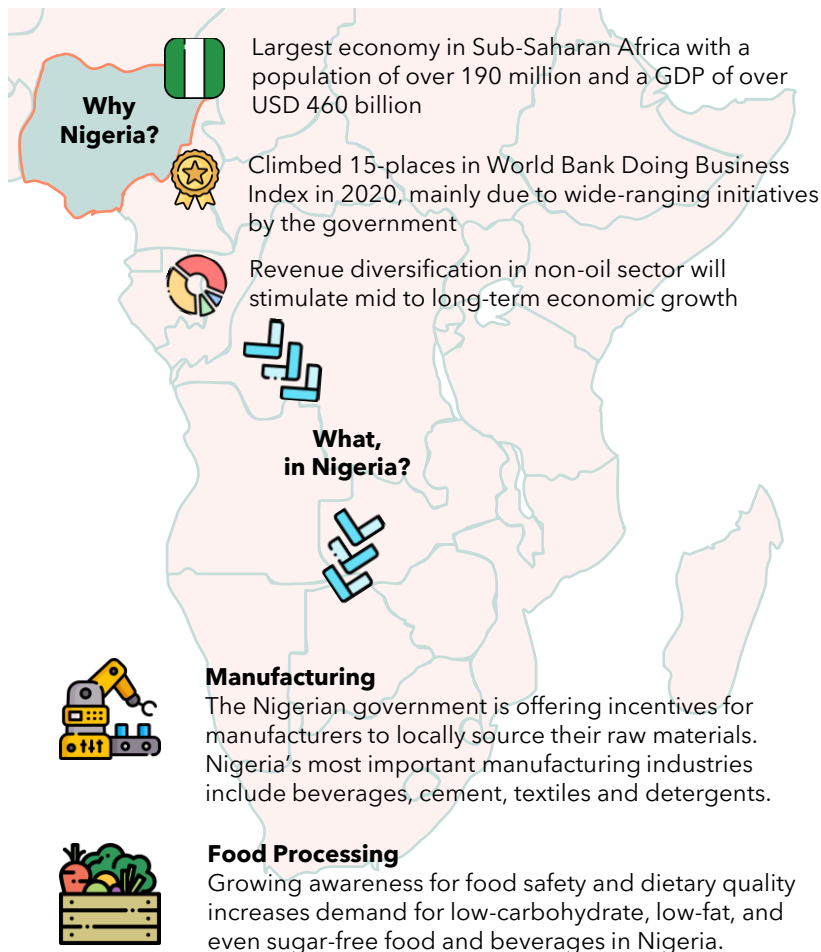 Why
Nigeria?
Largest economy in Sub-Saharan Africa with a
population of over 190 million and a GDP of over
USD 460 billion
Climbed 15-places in World Bank Doing Business
Index in 2020, mainly due to wide-ranging initiatives
by the government
Revenue diversification in non-oil sector will
stimulate mid to long-term economic growth
What,
in Nigeria?
Manufacturing
The Nigerian government is offering incentives for
manufacturers to locally source their raw materials.
Nigeria's most important manufacturing industries
include beverages, cement, textiles and detergents.
Food Processing
Growing awareness for food safety and dietary quality
increases demand for low-carbohydrate, low-fat, and
even sugar-free food and beverages in Nigeria.